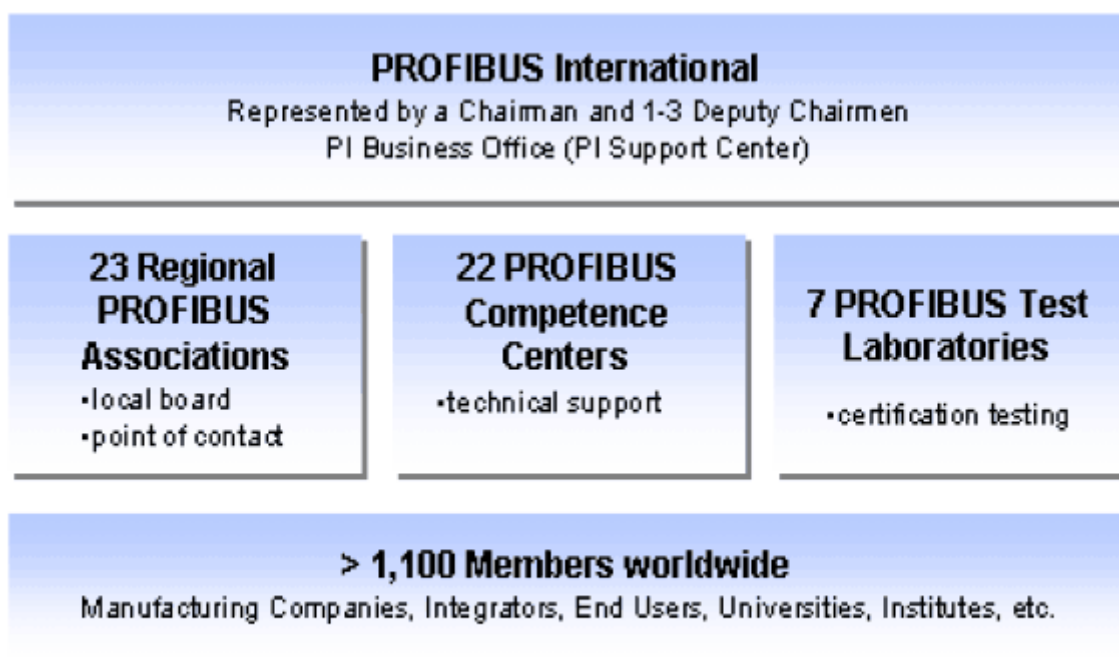 PROFIBUS International
Represented by a Chairman and 1-3 Deputy Chairmen
PI Business Office (PI Support Center)
23 Regional
PROFIBUS
Associations
•local board
•point of contact
22 PROFIBUS
Competence
Centers
•technical support
7 PROFIBUS Test
Laboratories
•certification testing
> 1,100 Members worldwide
Manufacturing Companies, Integrators, End Users, Universities, Institutes, etc.